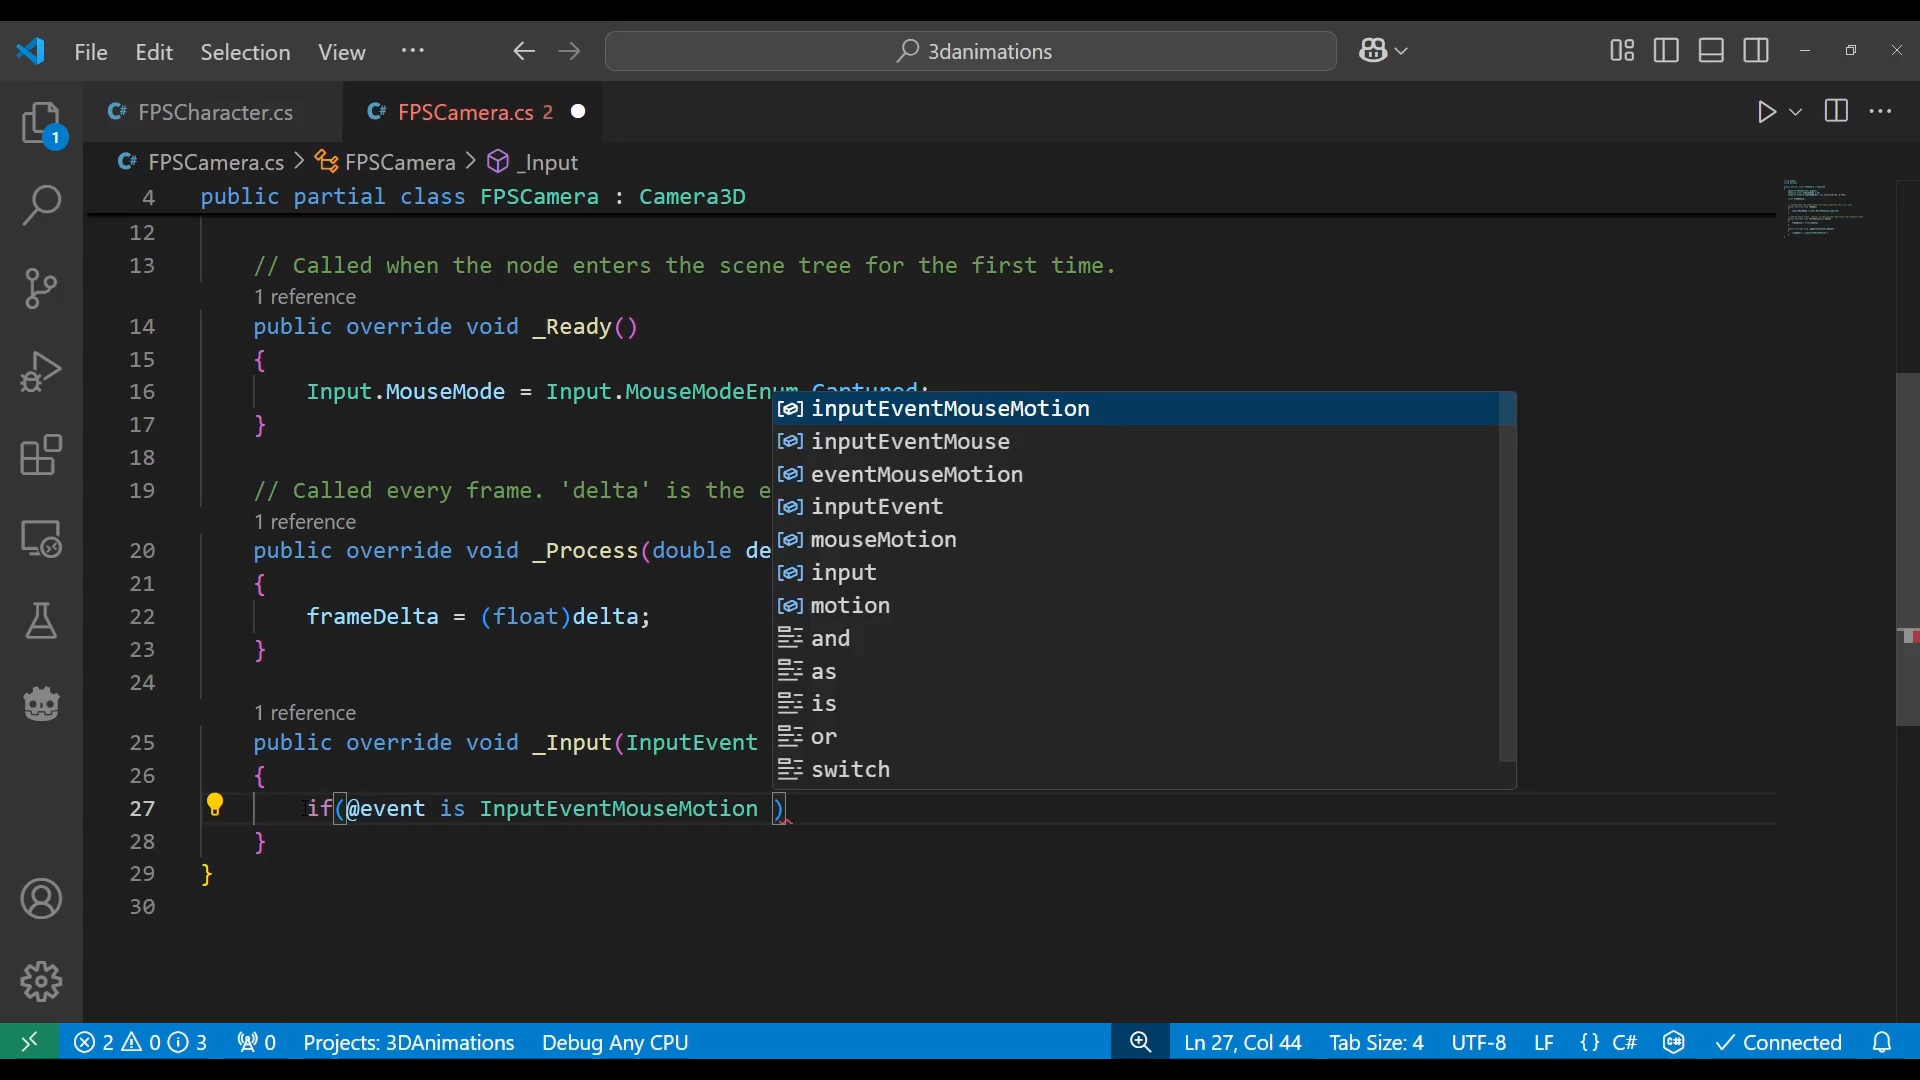 File Edit Selection View ··· 3danimations
FPSCharacter.cs FPSCamera.cs 2
1
FPSCamera.cs > FPSCamera > _Input
4 public partial class FPSCamera : Camera3D
12
13 // Called when the node enters the scene tree for the first time.
1 reference
14 public override void _Ready()
15 {
16 Input.MouseMode = Input.MouseModeEnum.Captured;
17 }
18
19 // Called every frame. 'delta' is the e
1 reference
20 public override void _Process(double de
21 {
22 frameDelta = (float)delta;
23 }
24
1 reference
25 public override void _Input(InputEvent
26 {
27 if(@event is InputEventMouseMotion )
28 }
29 }
30
inputEventMouseMotion
inputEventMouse
eventMouseMotion
inputEvent
mouseMotion
input
motion
and
as
is
or
switch
2 0 3 0 Projects: 3DAnimations Debug Any CPU Ln 27, Col 44 Tab Size: 4 UTF-8 LF {} C# Connected